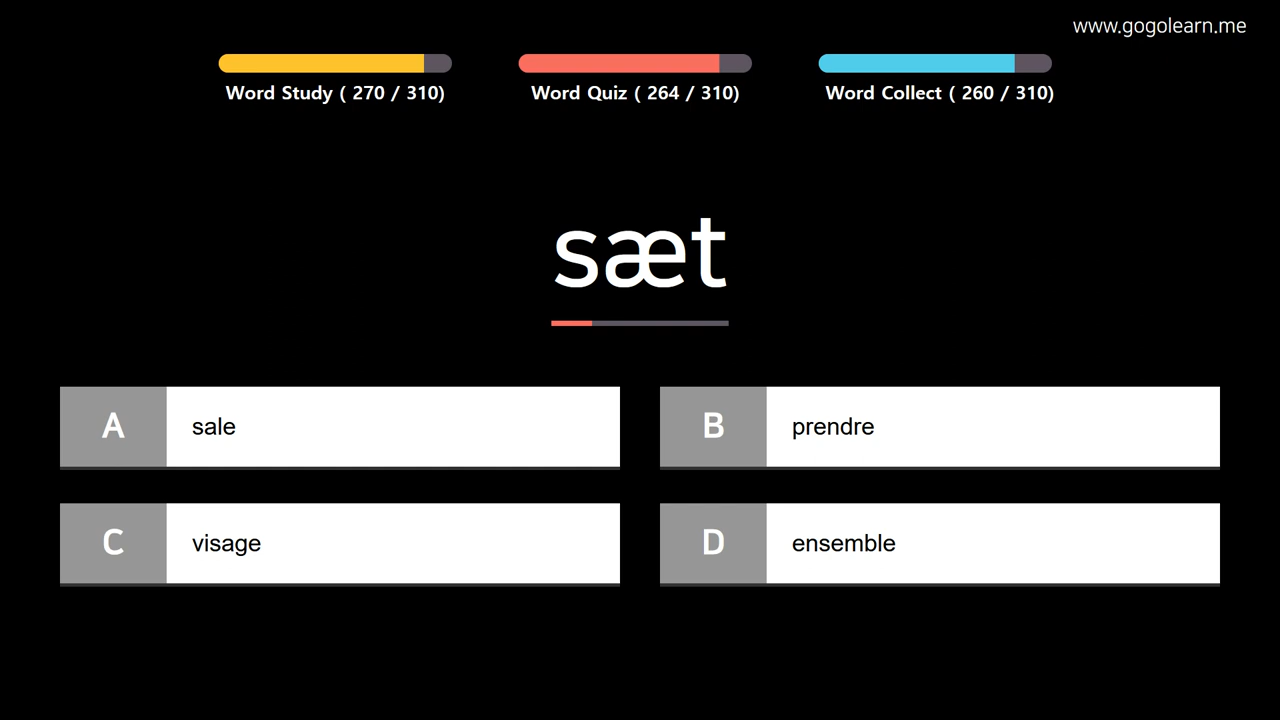 www.gogolearn.me
Word Study ( 270 / 310)
Word Quiz ( 264 / 310)
Word Collect ( 260 / 310)
sæt
A sale
B prendre
C visage
D ensemble